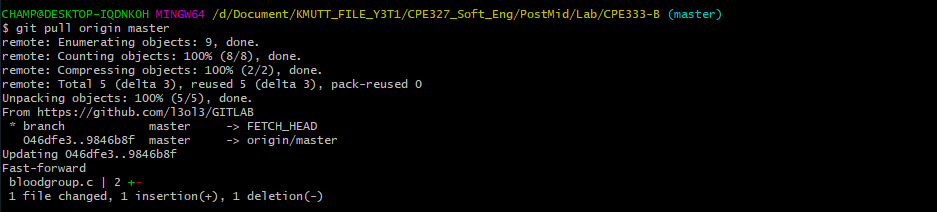 CHAMP@DESKTOP-IQDNK0H MINGW64 /d/Document/KMUTT_FILE_Y3T1/CPE327_Soft_Eng/PostMid/Lab/CPE333-B (master)
$ git pull origin master
remote: Enumerating objects: 9, done.
remote: Counting objects: 100% (8/8), done.
remote: Compressing objects: 100% (2/2), done.
remote: Total 5 (delta 3), reused 5 (delta 3), pack-reused 0
Unpacking objects: 100% (5/5), done.
From https://github.com/l3ol3/GITLAB
 * branch            master     -> FETCH_HEAD
   046dfe3..9846b8f  master     -> origin/master
Updating 046dfe3..9846b8f
Fast-forward
 bloodgroup.c | 2 +-
 1 file changed, 1 insertion(+), 1 deletion(-)